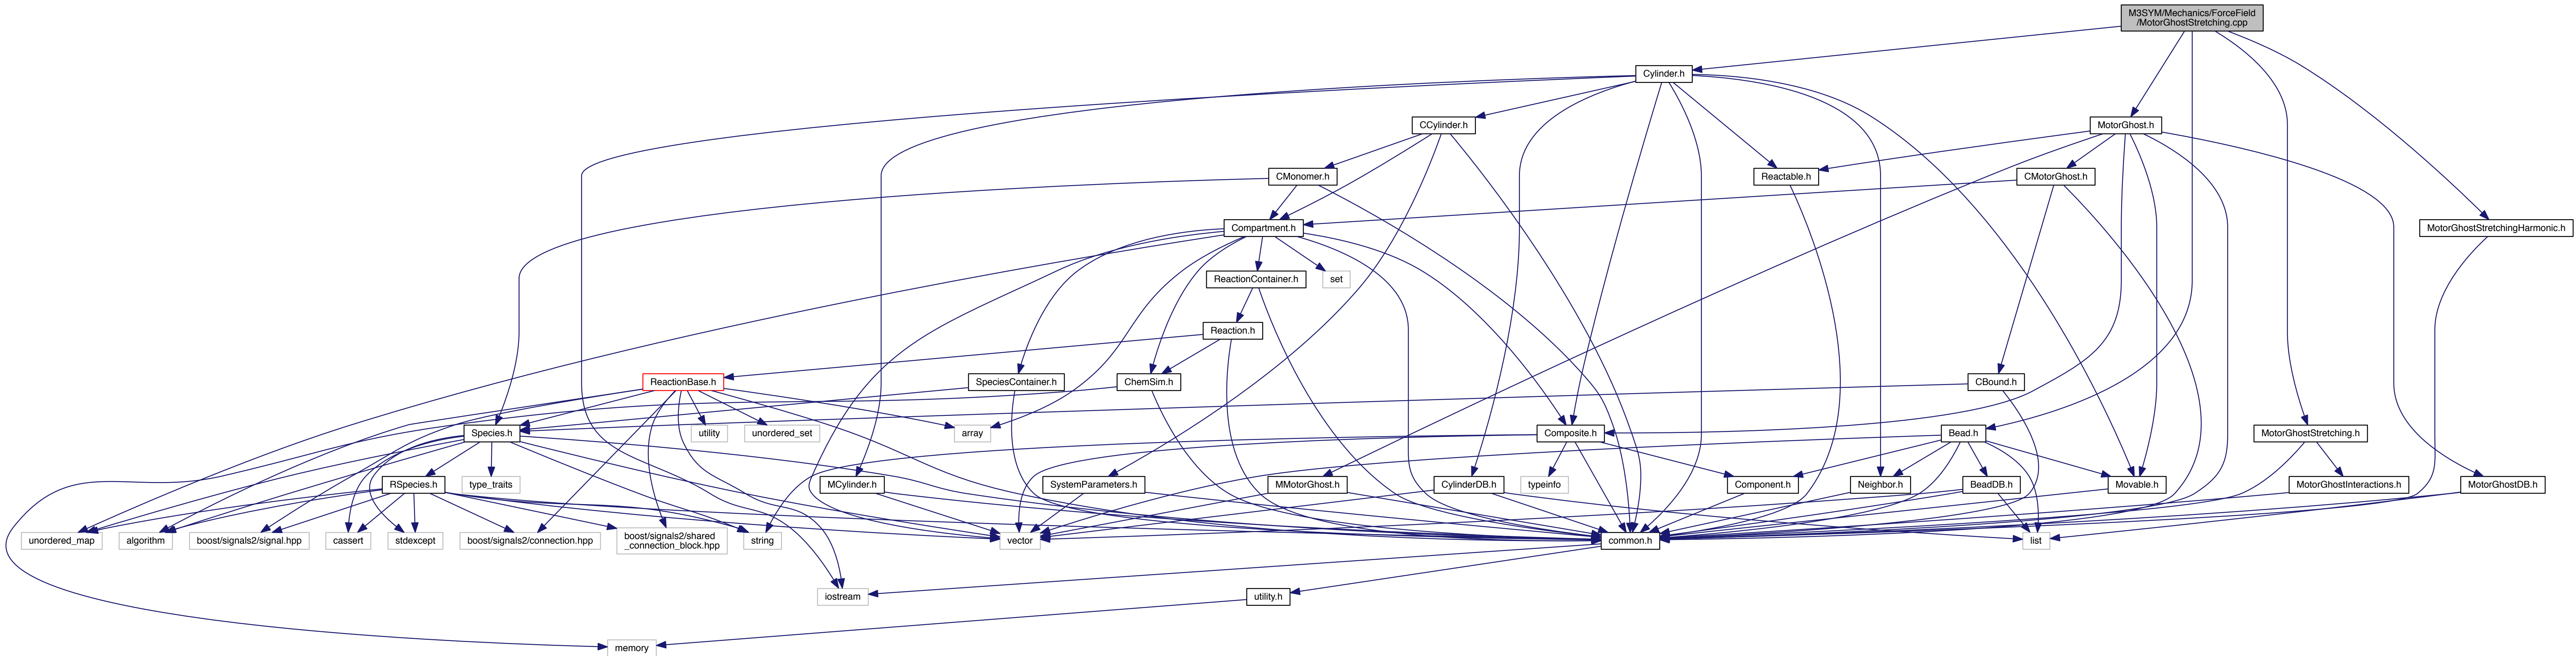 M3SYM/Mechanics/ForceField
/MotorGhostStretching.cpp
Cylinder.h
CCylinder.h
MotorGhost.h
CMonomer.h
Reactable.h
CMotorGhost.h
Compartment.h
MotorGhostStretchingHarmonic.h
ReactionContainer.h
set
Reaction.h
ReactionBase.h
SpeciesContainer.h
ChemSim.h
CBound.h
Species.h
utility
unordered_set
array
Composite.h
Bead.h
MotorGhostStretching.h
RSpecies.h
type_traits
MCylinder.h
SystemParameters.h
MMotorGhost.h
CylinderDB.h
typeinfo
Component.h
Neighbor.h
BeadDB.h
Movable.h
MotorGhostInteractions.h
MotorGhostDB.h
unordered_map
algorithm
boost/signals2/signal.hpp
cassert
stdexcept
boost/signals2/connection.hpp
boost/signals2/shared
_connection_block.hpp
string
vector
common.h
list
iostream
utility.h
memory